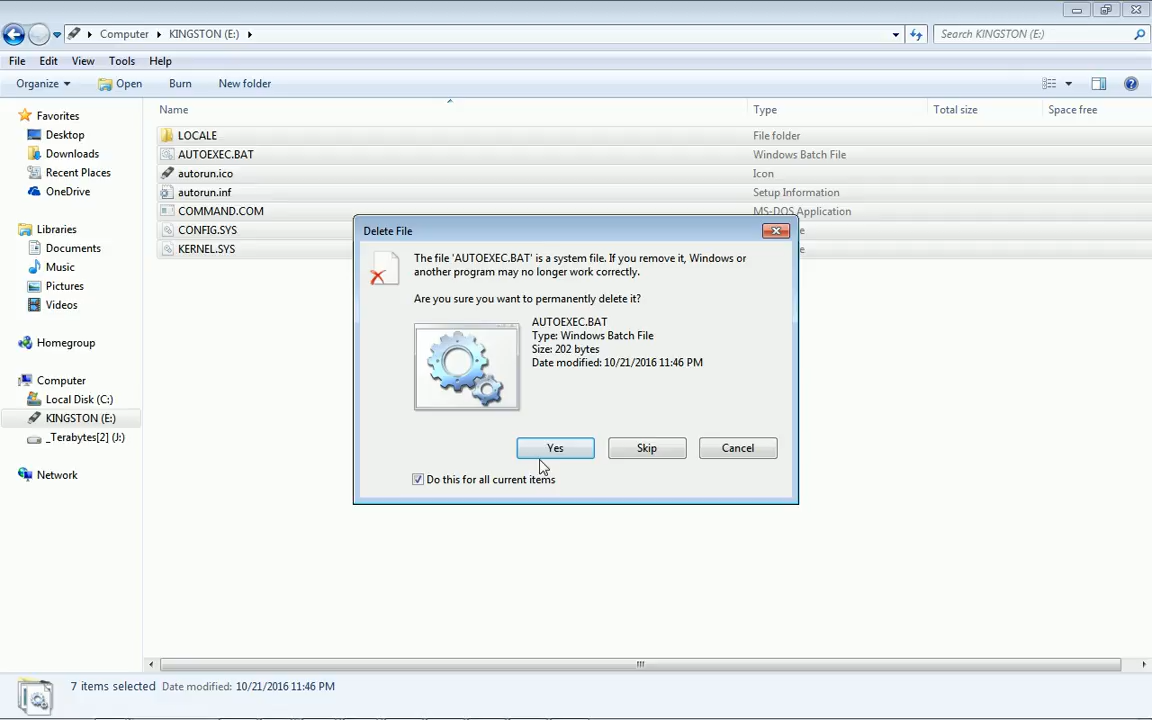 Computer KINGSTON (E:) Search KINGSTON (E:)
File Edit View Tools Help
Organize Open Burn New folder
Favorites
Desktop
Downloads
Recent Places
OneDrive
Libraries
Documents
Music
Pictures
Videos
Homegroup
Computer
Local Disk (C:)
KINGSTON (E:)
_Terabytes[2] (J:)
Network
Name Type Total size Space free
LOCALE File folder
AUTOEXEC.BAT Windows Batch File
autorun.ico Icon
autorun.inf Setup Information
COMMAND.COM MS-DOS Application
CONFIG.SYS
KERNEL.SYS
Delete File
The file 'AUTOEXEC.BAT' is a system file. If you remove it, Windows or
another program may no longer work correctly.
Are you sure you want to permanently delete it?
AUTOEXEC.BAT
Type: Windows Batch File
Size: 202 bytes
Date modified: 10/21/2016 11:46 PM
Yes Skip Cancel
Do this for all current items
7 items selected Date modified: 10/21/2016 11:46 PM